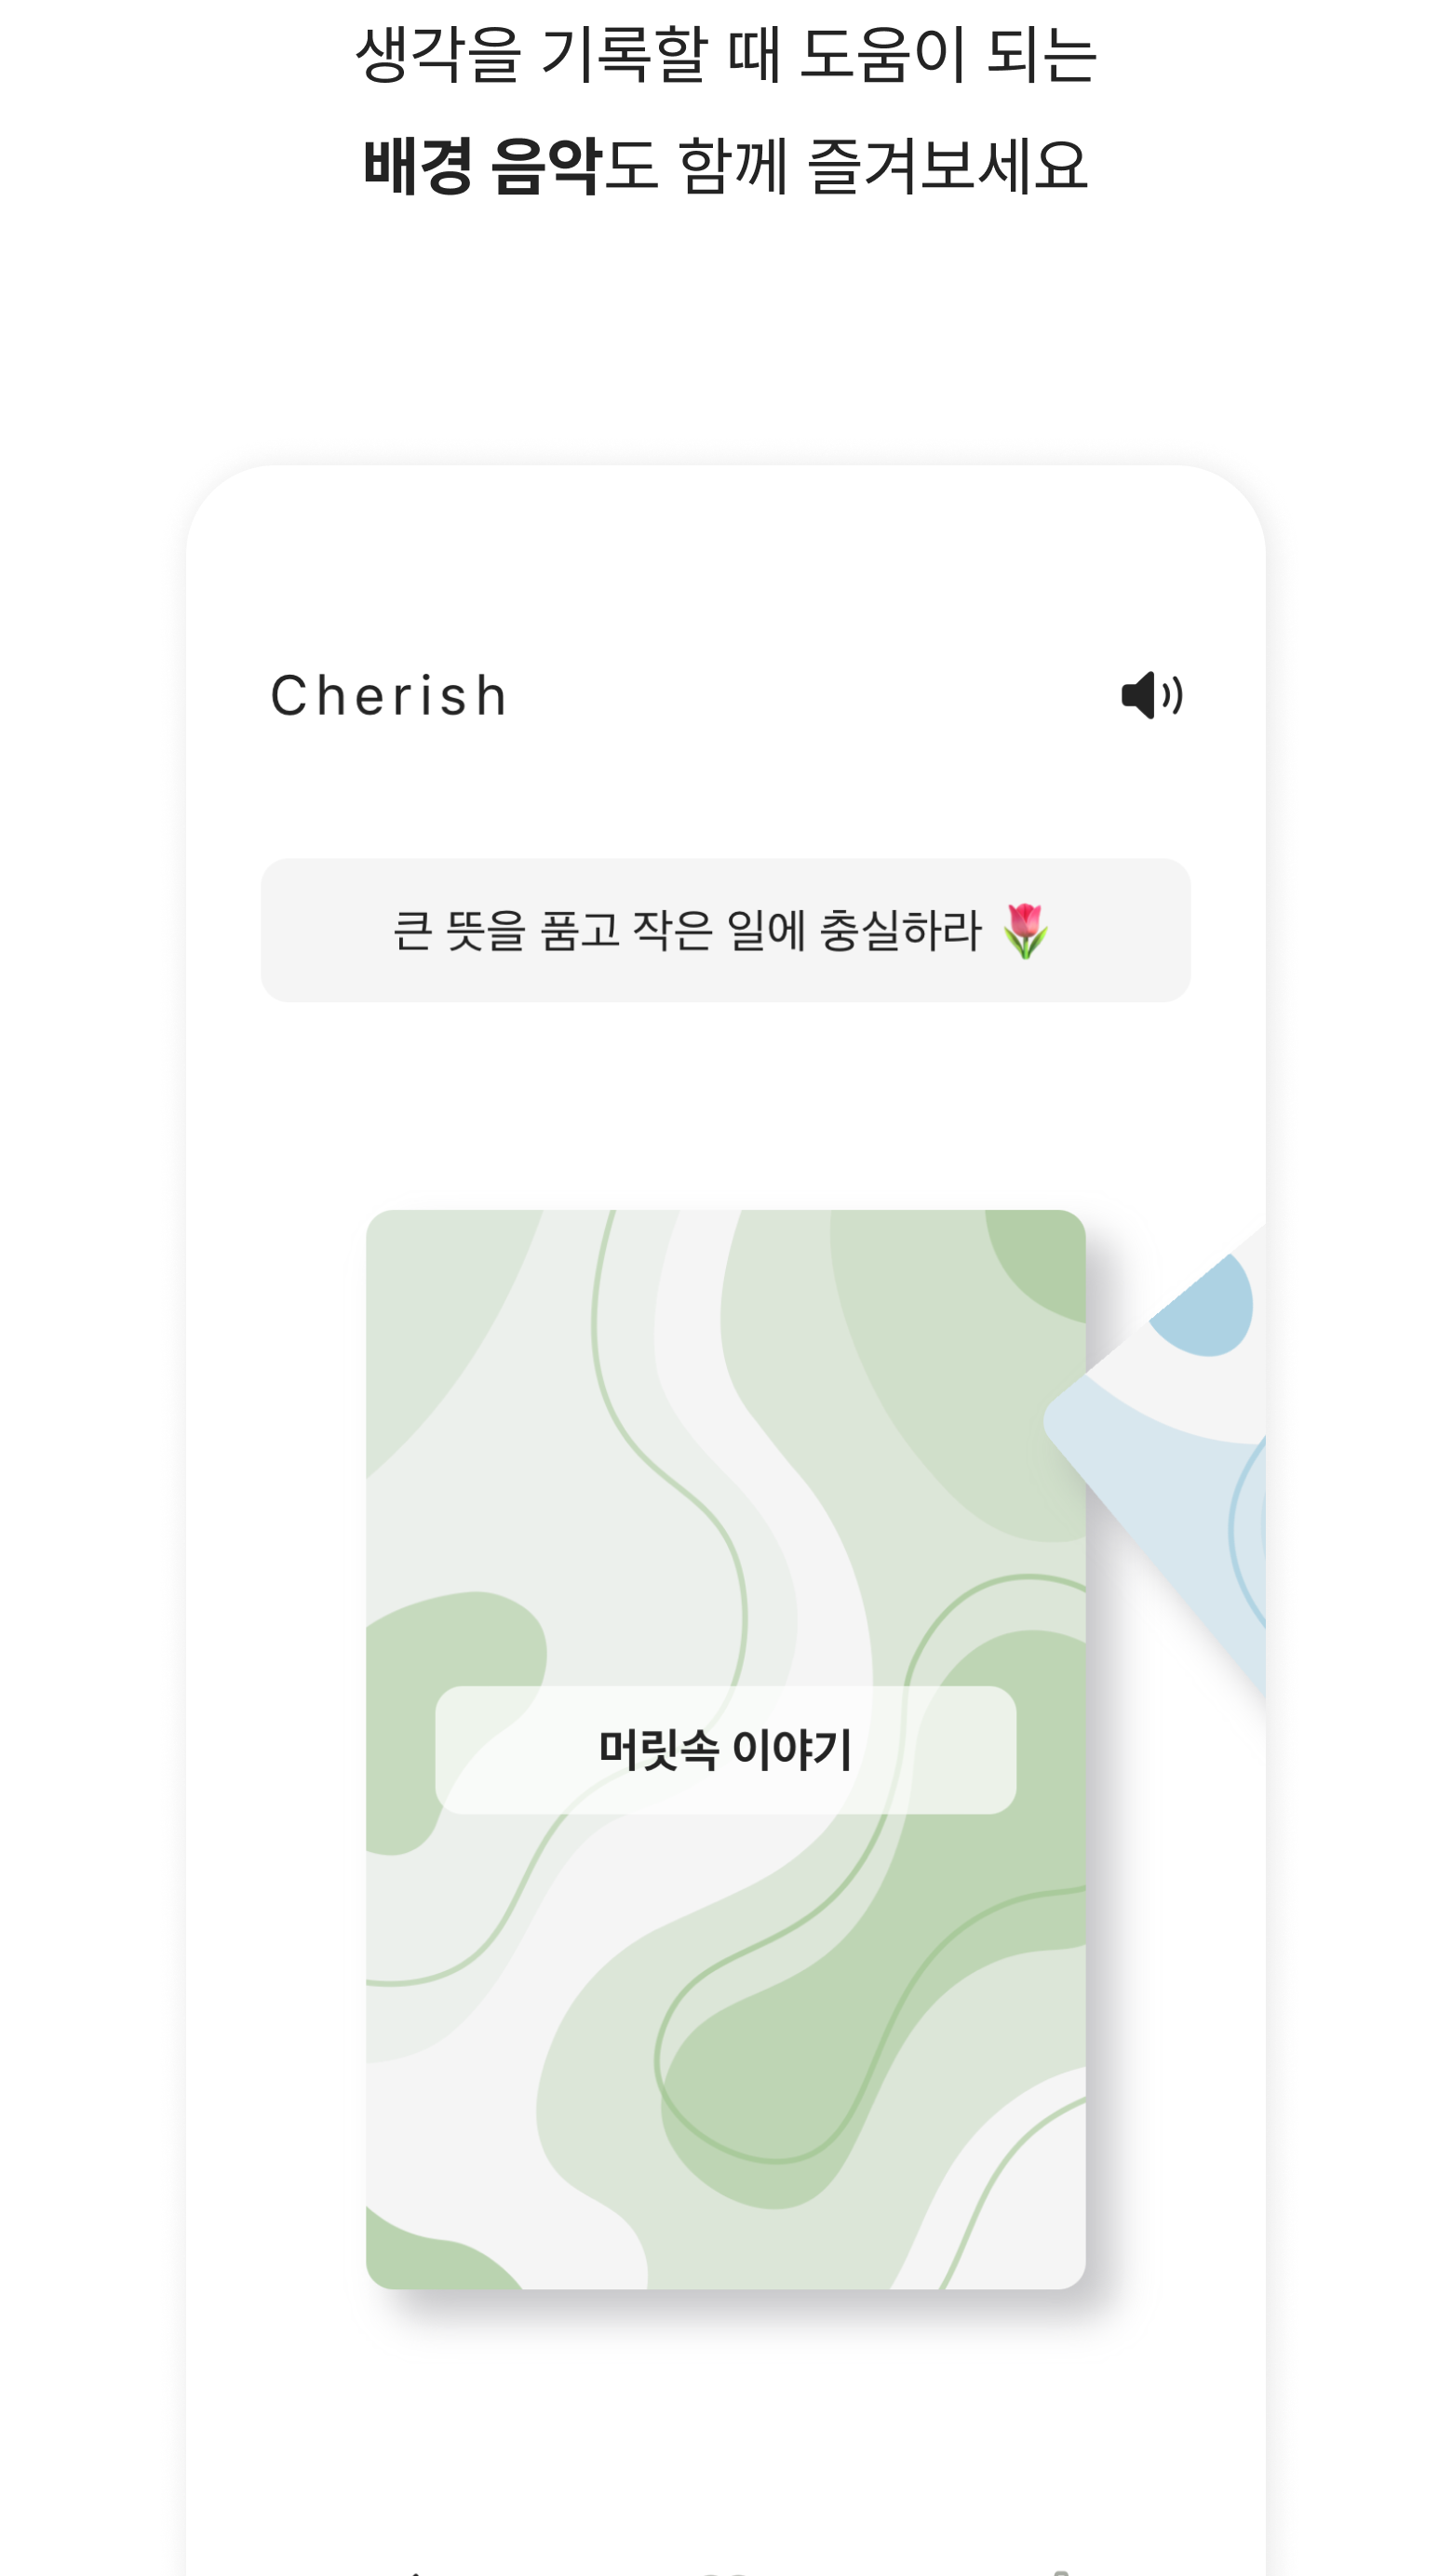 생각을 기록할 때 도움이 되는
배경 음악도 함께 즐겨보세요
Cherish
큰 뜻을 품고 작은 일에 충실하라 🌷
머릿속 이야기